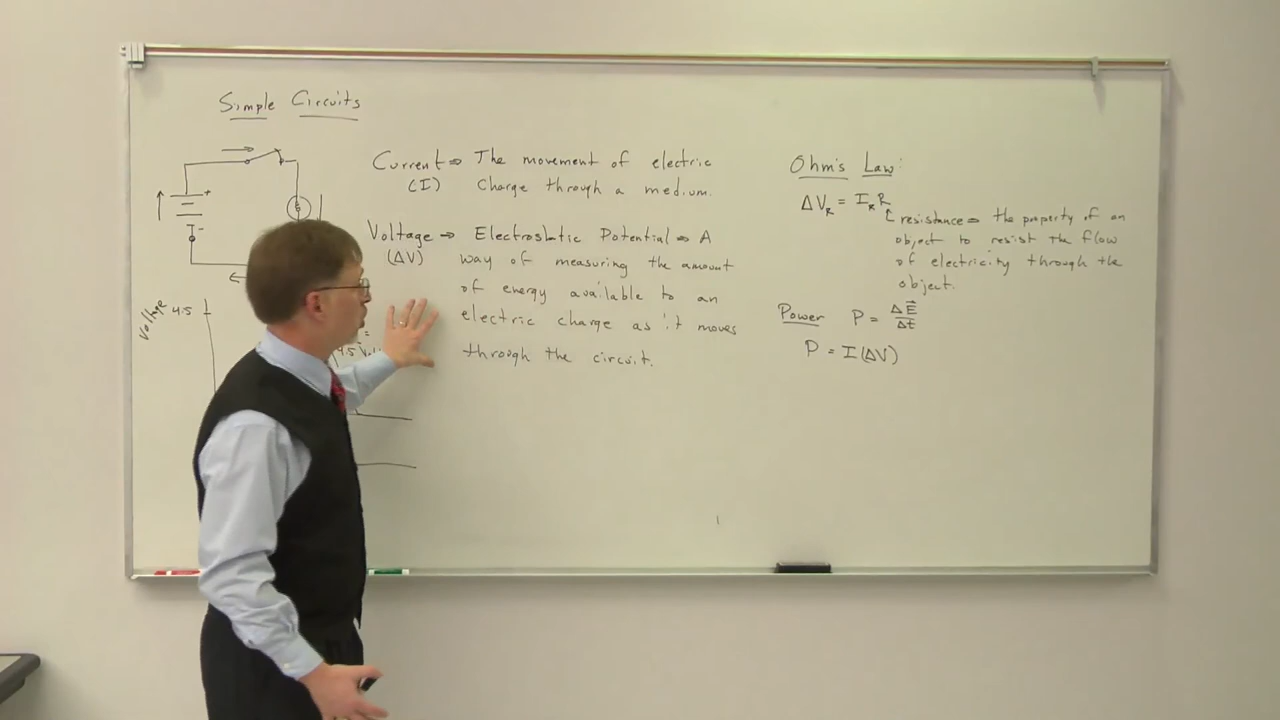 Simple Circuits
Current ⇒ The movement of electric
(I) Charge through a medium.
Voltage ⇒ Electrostatic Potential ⇒ A
(ΔV) way of measuring the amount
of energy available to an
electric charge as it moves
through the circuit.
+
-
Voltage
4.5
Ohm's Law:
ΔV_R = I_R R
resistance ⇒ the property of an
object to resist the flow
of electricity through the
object.
Power P = ΔE/Δt
P = I(ΔV)